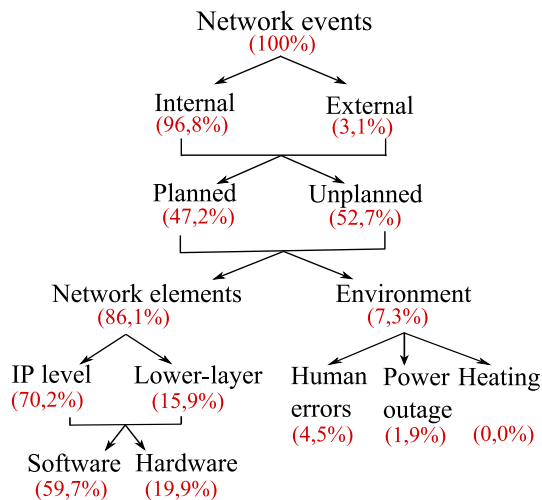 Network events
(100%)
Internal External
(96,8%) (3,1%)
Planned Unplanned
(47,2%) (52,7%)
Network elements Environment
(86,1%) (7,3%)
IP level Lower-layer Human Power Heating
(70,2%) (15,9%) errors outage
(4,5%) (1,9%) (0,0%)
Software Hardware
(59,7%) (19,9%)